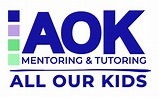 AOK
MENTORING & TUTORING
ALL OUR KIDS